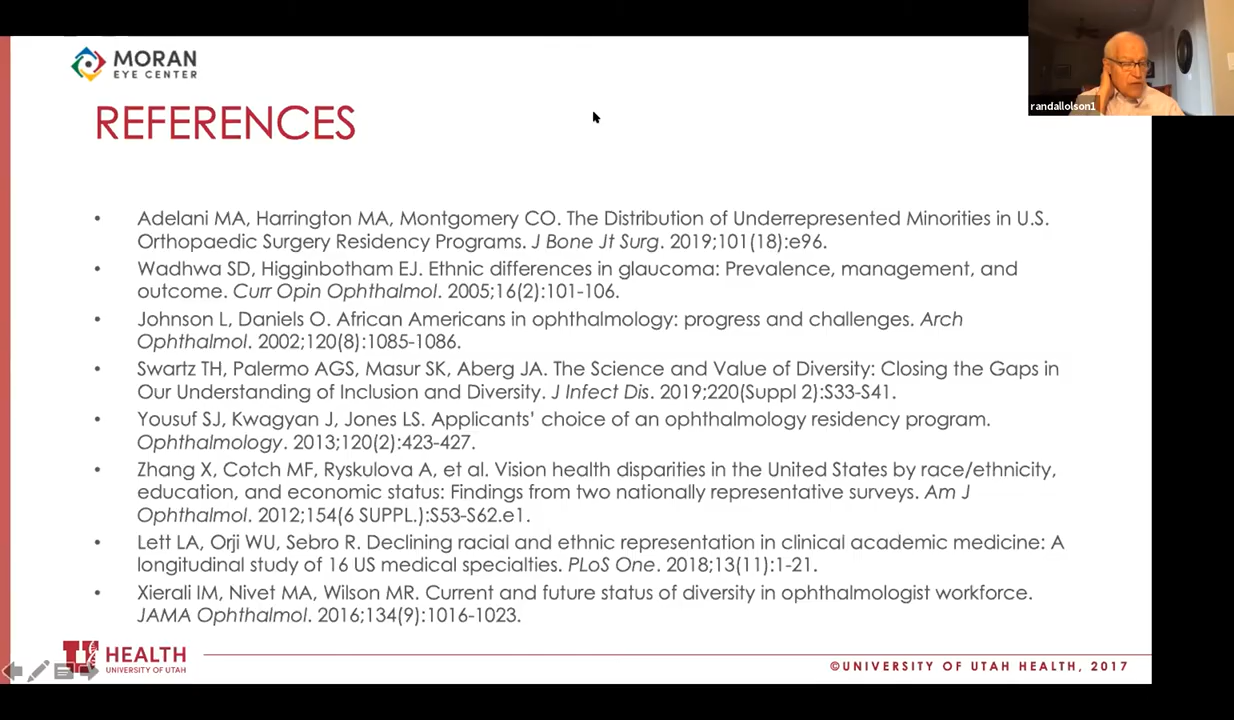 MORAN
EYE CENTER
randallolson1
REFERENCES
• Adelani MA, Harrington MA, Montgomery CO. The Distribution of Underrepresented Minorities in U.S.
Orthopaedic Surgery Residency Programs. J Bone Jt Surg. 2019;101(18):e96.
• Wadhwa SD, Higginbotham EJ. Ethnic differences in glaucoma: Prevalence, management, and
outcome. Curr Opin Ophthalmol. 2005;16(2):101-106.
• Johnson L, Daniels O. African Americans in ophthalmology: progress and challenges. Arch
Ophthalmol. 2002;120(8):1085-1086.
• Swartz TH, Palermo AGS, Masur SK, Aberg JA. The Science and Value of Diversity: Closing the Gaps in
Our Understanding of Inclusion and Diversity. J Infect Dis. 2019;220(Suppl 2):S33-S41.
• Yousuf SJ, Kwagyan J, Jones LS. Applicants' choice of an ophthalmology residency program.
Ophthalmology. 2013;120(2):423-427.
• Zhang X, Cotch MF, Ryskulova A, et al. Vision health disparities in the United States by race/ethnicity,
education, and economic status: Findings from two nationally representative surveys. Am J
Ophthalmol. 2012;154(6 SUPPL.):S53-S62.e1.
• Lett LA, Orji WU, Sebro R. Declining racial and ethnic representation in clinical academic medicine: A
longitudinal study of 16 US medical specialties. PLoS One. 2018;13(11):1-21.
• Xierali IM, Nivet MA, Wilson MR. Current and future status of diversity in ophthalmologist workforce.
JAMA Ophthalmol. 2016;134(9):1016-1023.
U HEALTH
UNIVERSITY OF UTAH
©UNIVERSITY OF UTAH HEALTH, 2017